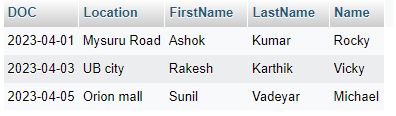 DOC Location FirstName LastName Name
2023-04-01 Mysuru Road Ashok Kumar Rocky
2023-04-03 UB city Rakesh Karthik Vicky
2023-04-05 Orion mall Sunil Vadeyar Michael